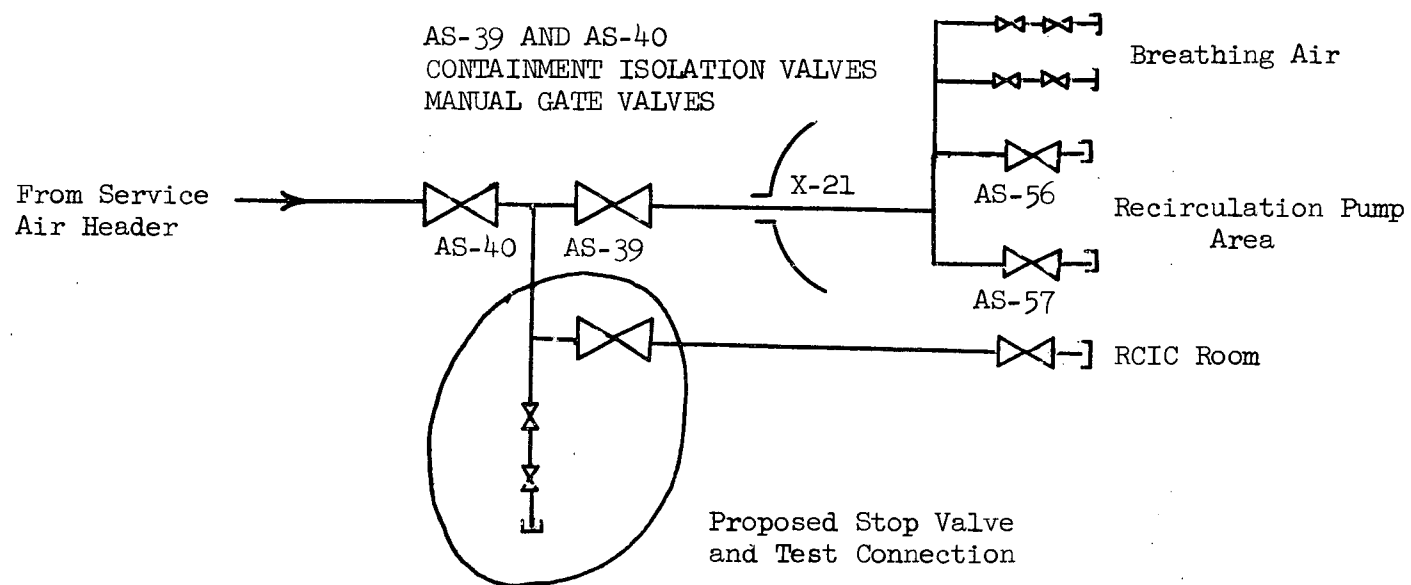 AS-39 AND AS-40
CONTAINMENT ISOLATION VALVES
MANUAL GATE VALVES
Breathing Air
From Service
Air Header
X-21
AS-56
AS-40
AS-39
Recirculation Pump
Area
AS-57
RCIC Room
Proposed Stop Valve
and Test Connection